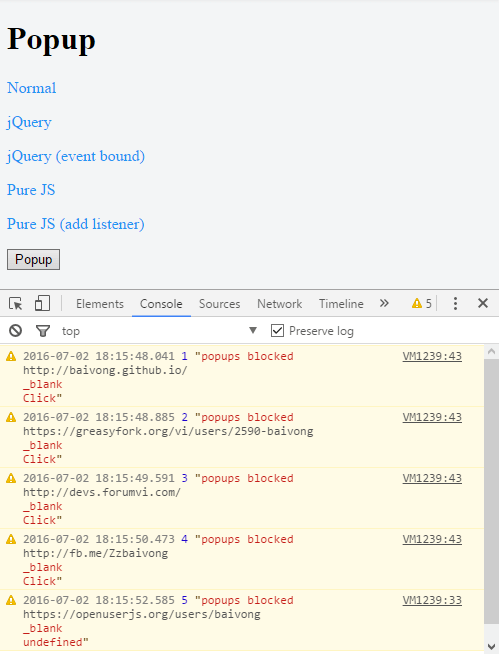 Popup
Normal
jQuery
jQuery (event bound)
Pure JS
Pure JS (add listener)
Popup
Elements Console Sources Network Timeline » 5
top Preserve log
2016-07-02 18:15:48.041 1 "popups blocked VM1239:43
http://baivong.github.io/
_blank
Click"
2016-07-02 18:15:48.885 2 "popups blocked VM1239:43
https://greasyfork.org/vi/users/2590-baivong
_blank
Click"
2016-07-02 18:15:49.591 3 "popups blocked VM1239:43
http://devs.forumvi.com/
_blank
Click"
2016-07-02 18:15:50.473 4 "popups blocked VM1239:43
http://fb.me/Zzbaivong
_blank
Click"
2016-07-02 18:15:52.585 5 "popups blocked VM1239:33
https://openuserjs.org/users/baivong
_blank
undefined"